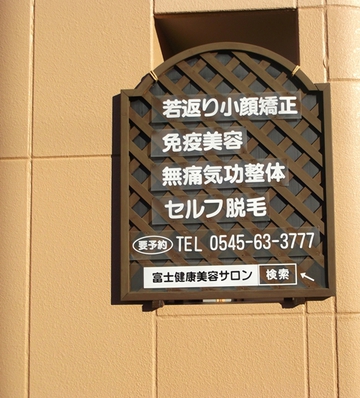 若返り小顔矯正
免疫美容
無痛気功整体
セルフ脱毛
要予約 TEL 0545-63-3777
富士健康美容サロン 検索